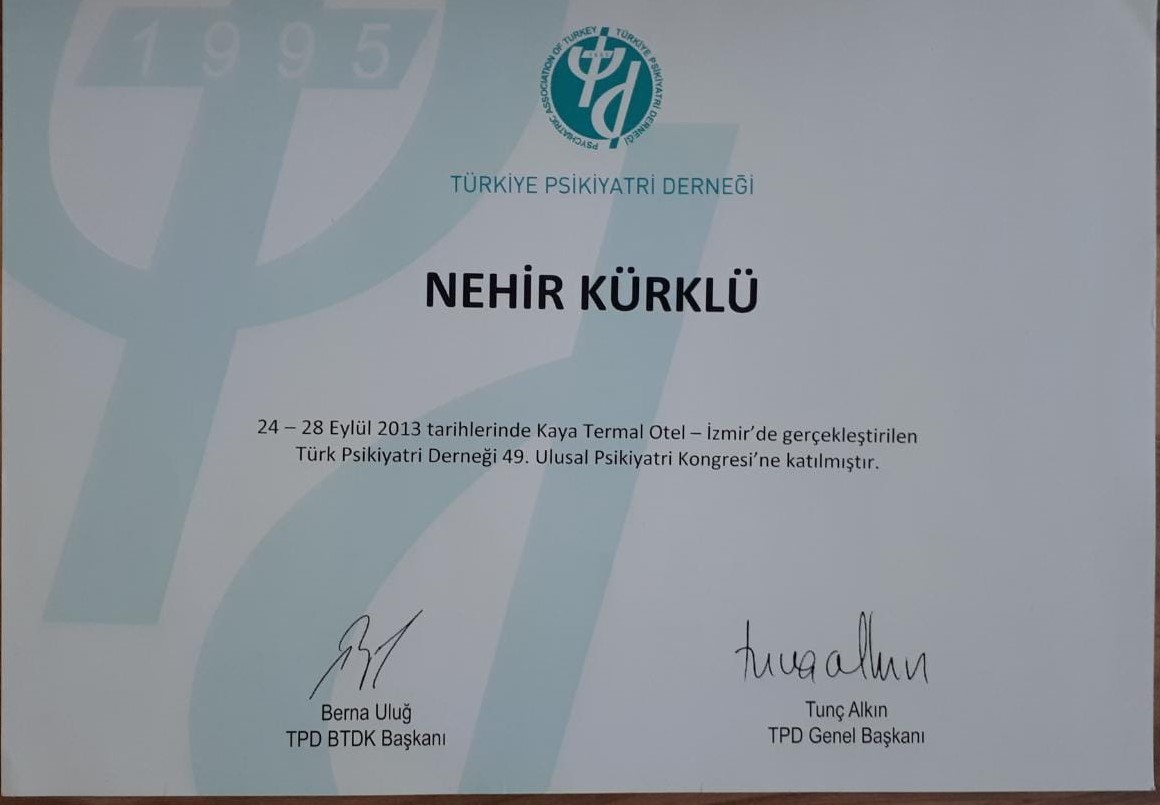 1995
PSYCHIATRIC ASSOCIATION OF TURKEY
TÜRKİYE PSİKİYATRİ DERNEĞİ
1995
TÜRKİYE PSİKİYATRİ DERNEĞİ
NEHİR KÜRKLÜ
24 – 28 Eylül 2013 tarihlerinde Kaya Termal Otel – İzmir'de gerçekleştirilen
Türk Psikiyatri Derneği 49. Ulusal Psikiyatri Kongresi'ne katılmıştır.
tunçalkın
Berna Uluğ
TPD BTDK Başkanı
Tunç Alkın
TPD Genel Başkanı